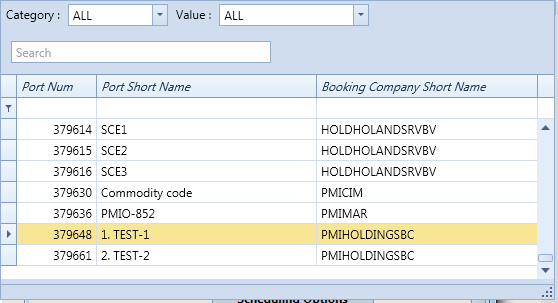 Category : ALL Value : ALL
Search
Port Num Port Short Name Booking Company Short Name
379614 SCE1 HOLDHOLANDSRVBV
379615 SCE2 HOLDHOLANDSRVBV
379616 SCE3 HOLDHOLANDSRVBV
379630 Commodity code PMICIM
379636 PMIO-852 PMIMAR
379648 1. TEST-1 PMIHOLDINGSBC
379661 2. TEST-2 PMIHOLDINGSBC
Scheduling Options